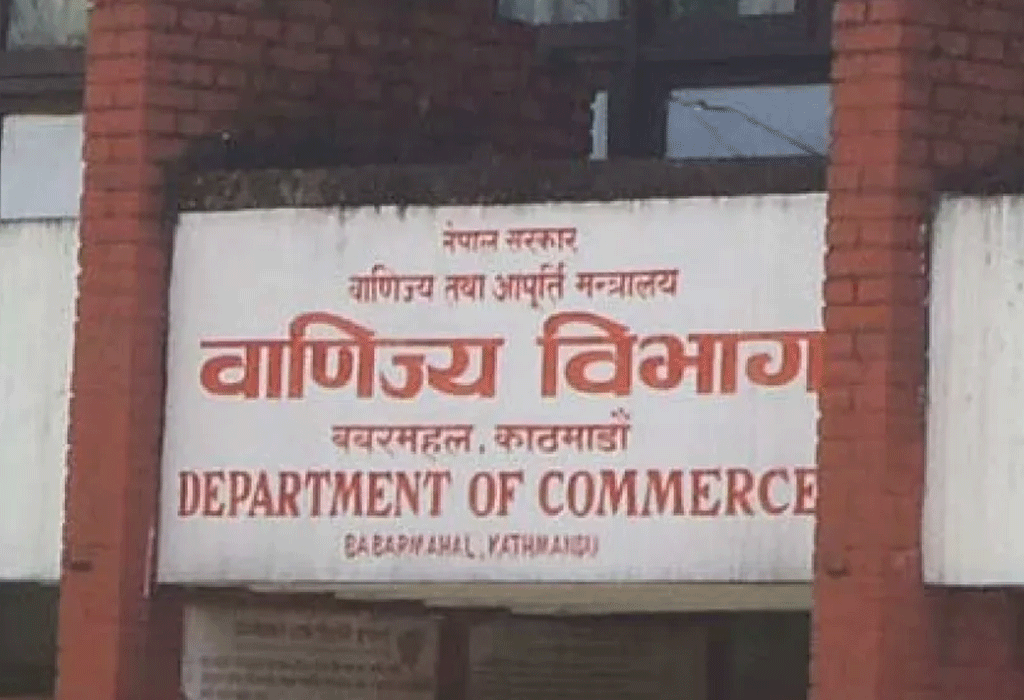 नेपाल सरकार
वाणिज्य तथा आपूर्ति मन्त्रालय
वाणिज्य विभाग
बबरमहल, काठमाडौं
DEPARTMENT OF COMMERCE
BABARMAHAL, KATHMANDU